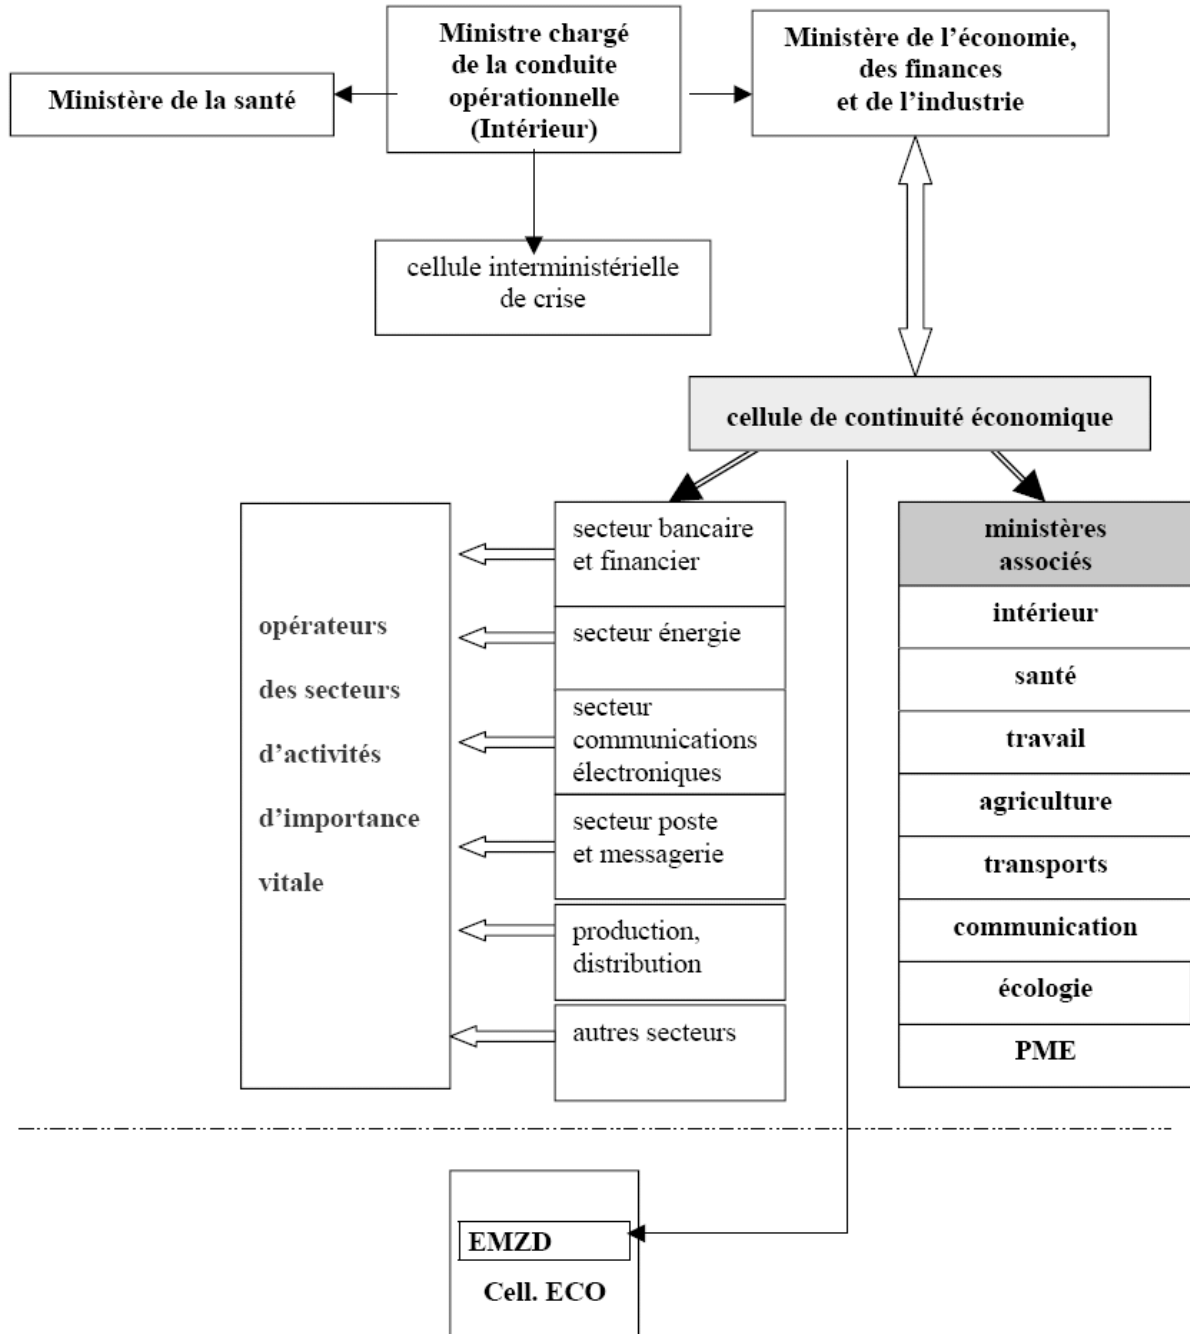 Ministre chargé
de la conduite
opérationnelle
(Intérieur)
Ministère de l'économie,
des finances
et de l'industrie
Ministère de la santé
cellule interministérielle
de crise
cellule de continuité économique
opérateurs
des secteurs
d'activités
d'importance
vitale
secteur bancaire
et financier
secteur énergie
secteur
communications
électroniques
secteur poste
et messagerie
production,
distribution
autres secteurs
ministères
associés
intérieur
santé
travail
agriculture
transports
communication
écologie
PME
EMZD
Cell. ECO